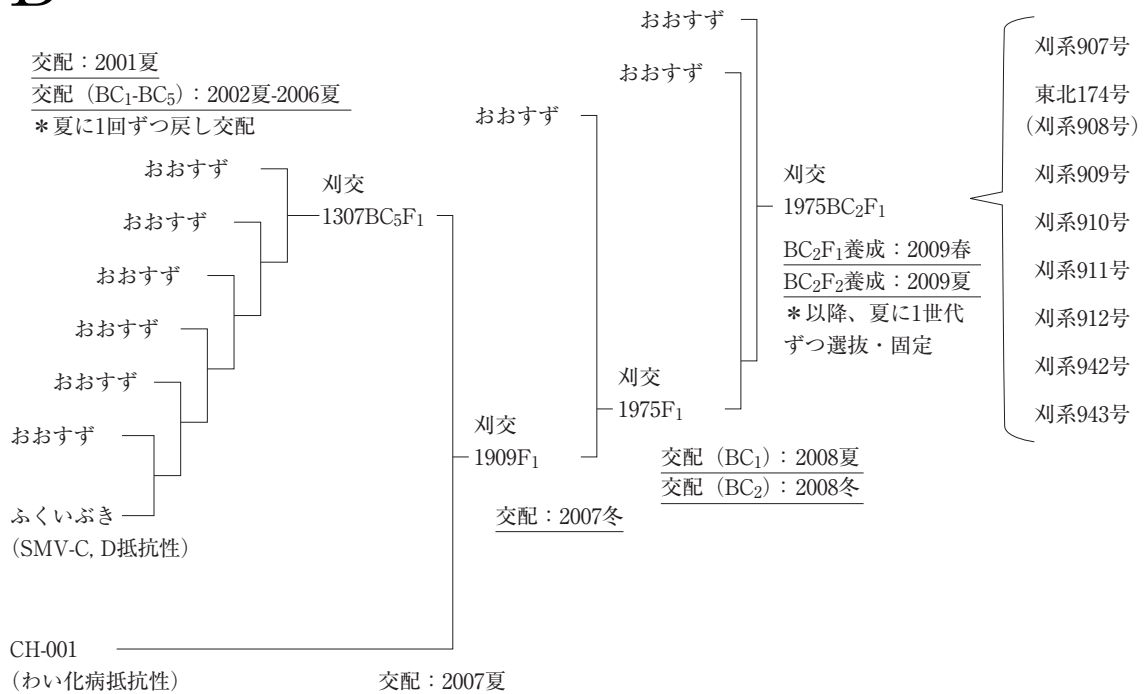 交配：2001夏
交配（BC₁-BC₅）：2002夏-2006夏
＊夏に1回ずつ戻し交配
おおすず
おおすず
おおすず
おおすず
おおすず
おおすず
ふくいぶき
（SMV-C, D抵抗性）
CH-001
（わい化病抵抗性）
刈交
1307BC₅F₁
交配：2007夏
刈交
1909F₁
おおすず
交配：2007冬
刈交
1975F₁
おおすず
おおすず
交配（BC₁）：2008夏
交配（BC₂）：2008冬
刈交
1975BC₂F₁
BC₂F₁養成：2009春
BC₂F₂養成：2009夏
＊以降、夏に1世代
ずつ選抜・固定
刈系907号
東北174号
（刈系908号）
刈系909号
刈系910号
刈系911号
刈系912号
刈系942号
刈系943号